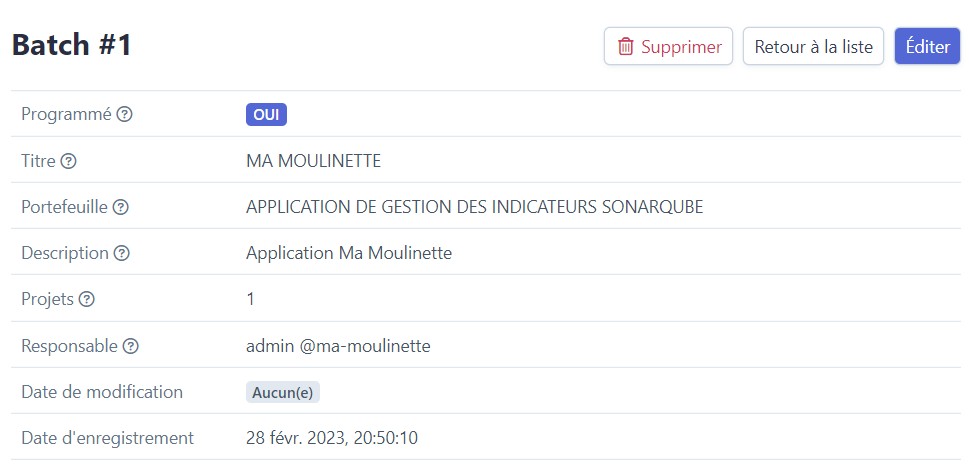 Batch #1 Supprimer Retour à la liste Éditer
Programmé OUI
Titre MA MOULINETTE
Portefeuille APPLICATION DE GESTION DES INDICATEURS SONARQUBE
Description Application Ma Moulinette
Projets 1
Responsable admin @ma-moulinette
Date de modification Aucun(e)
Date d'enregistrement 28 févr. 2023, 20:50:10